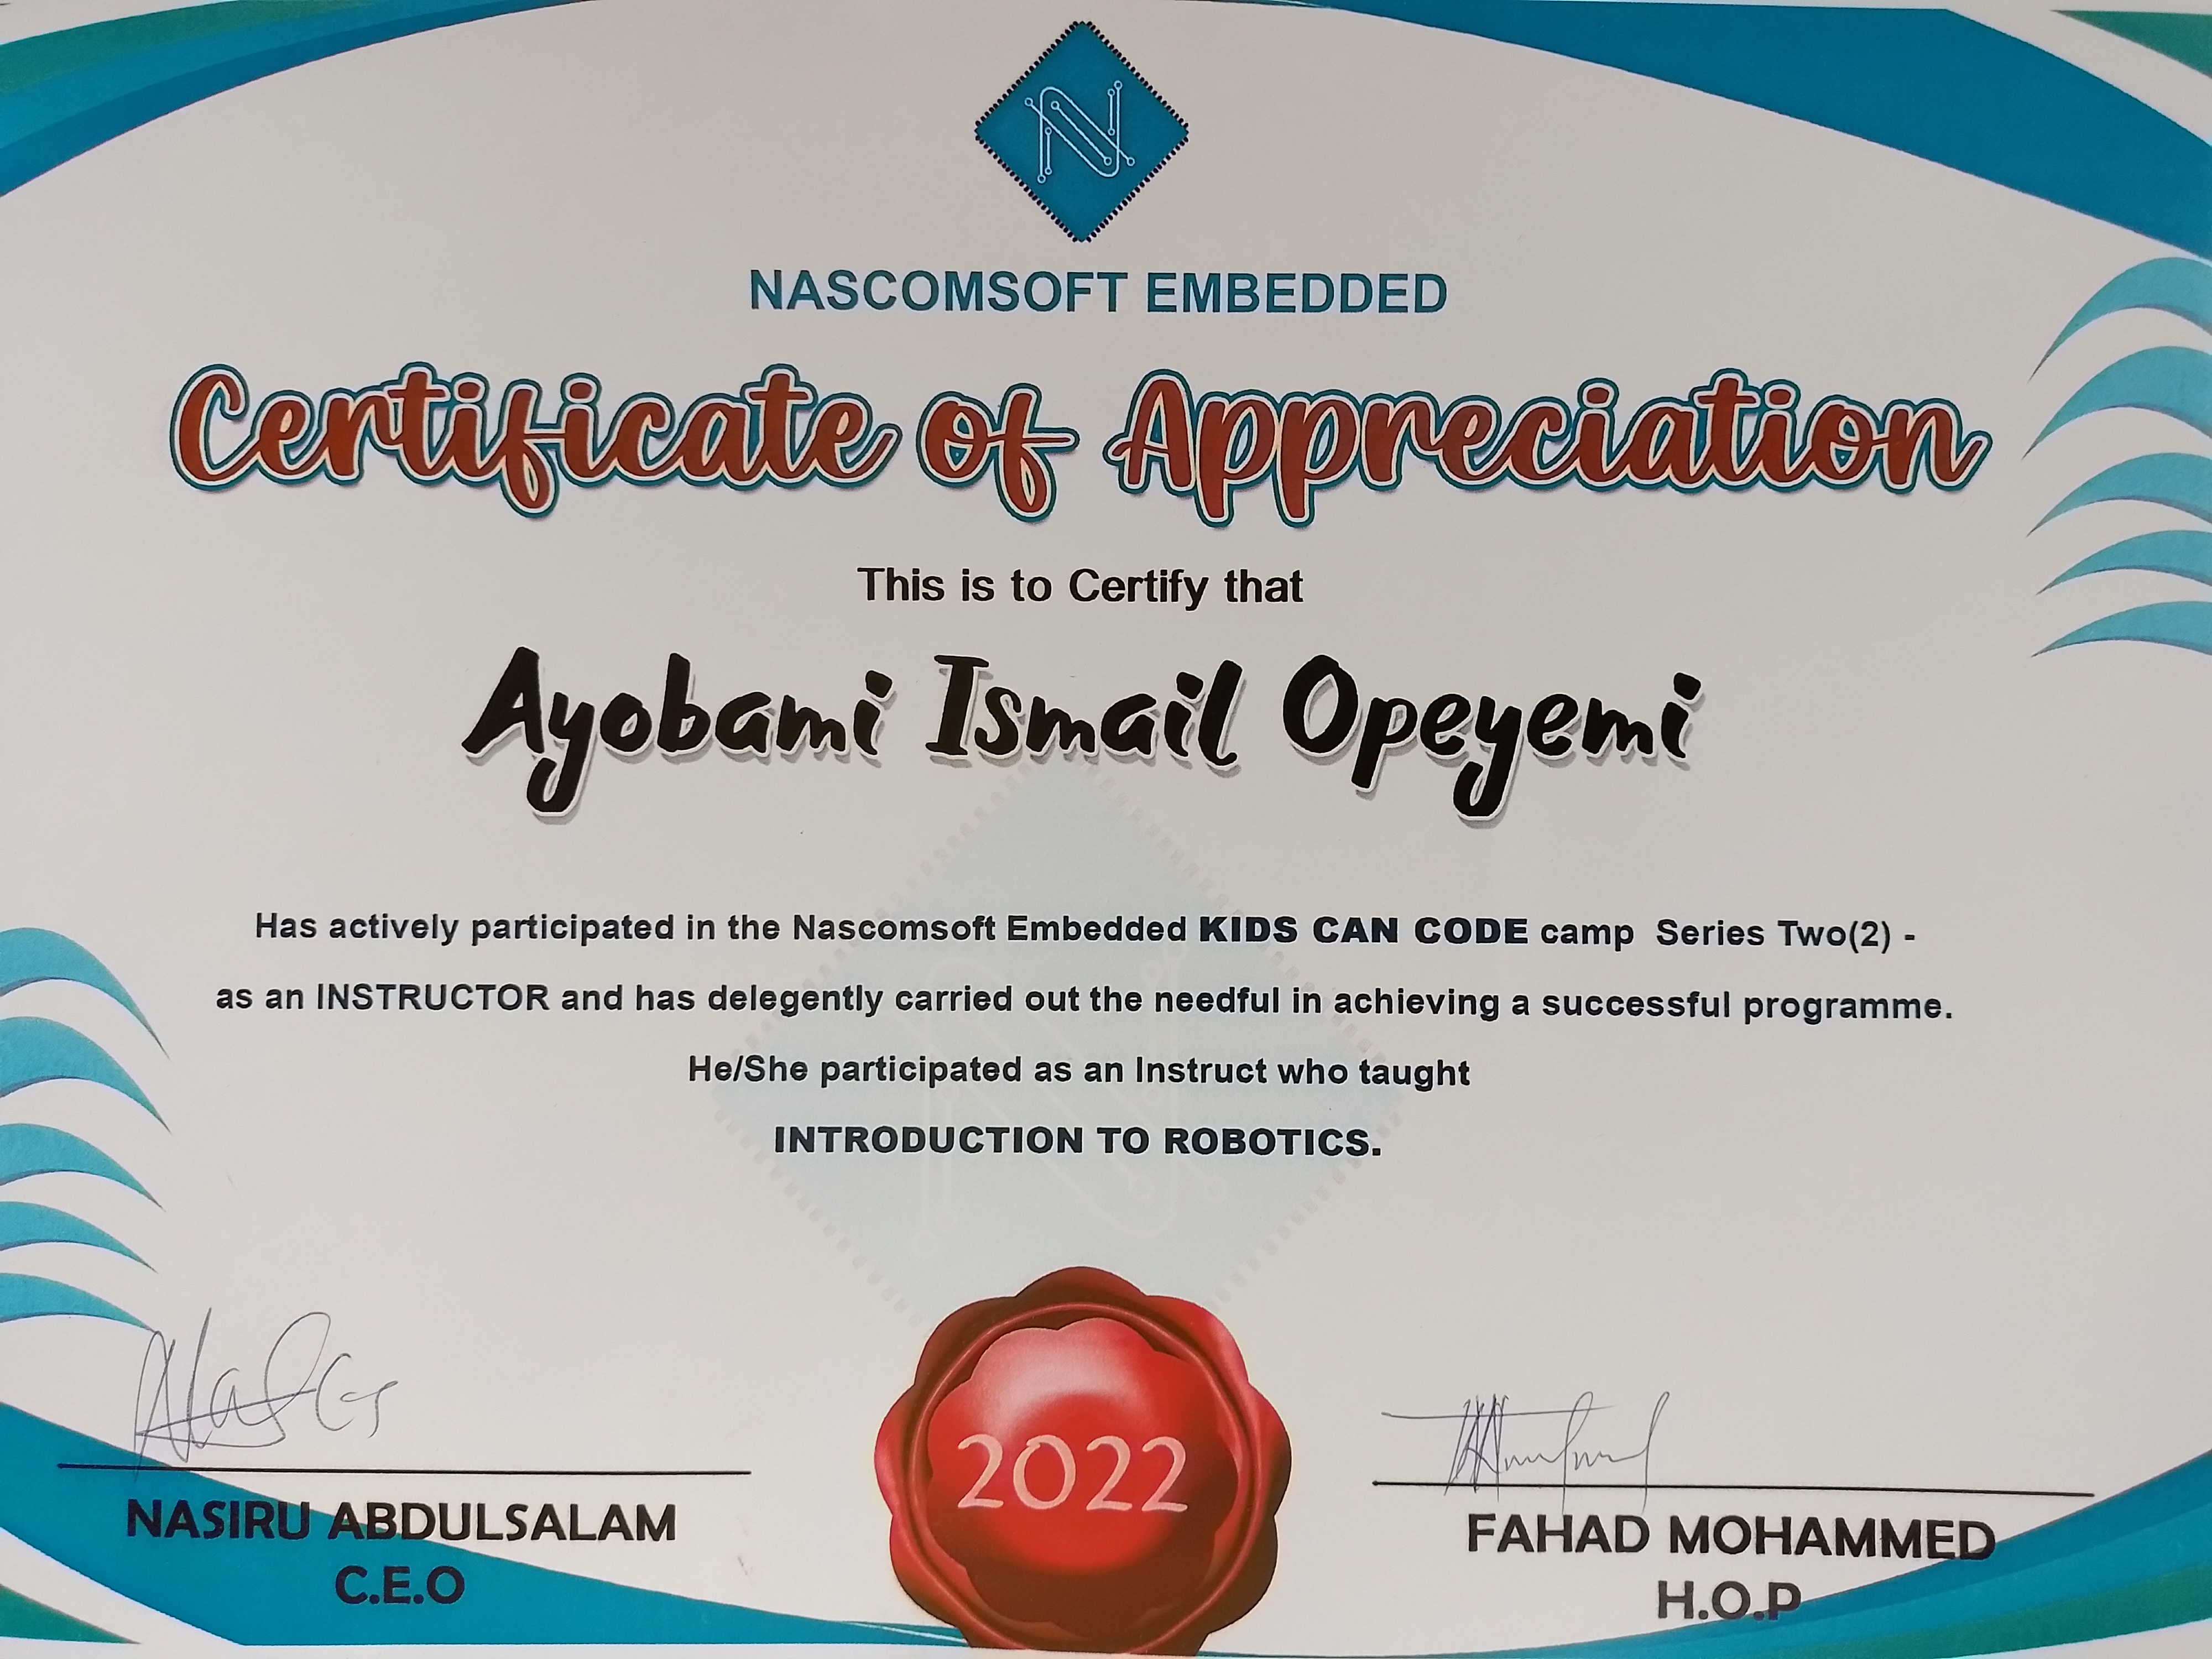 NASCOMSOFT EMBEDDED
Certificate of Appreciation
This is to Certify that
Ayobami Ismail Opeyemi
Has actively participated in the Nascomsoft Embedded KIDS CAN CODE camp Series Two(2) -
as an INSTRUCTOR and has delegently carried out the needful in achieving a successful programme.
He/She participated as an Instruct who taught
INTRODUCTION TO ROBOTICS.
2022
NASIRU ABDULSALAM
C.E.O
FAHAD MOHAMMED
H.O.P